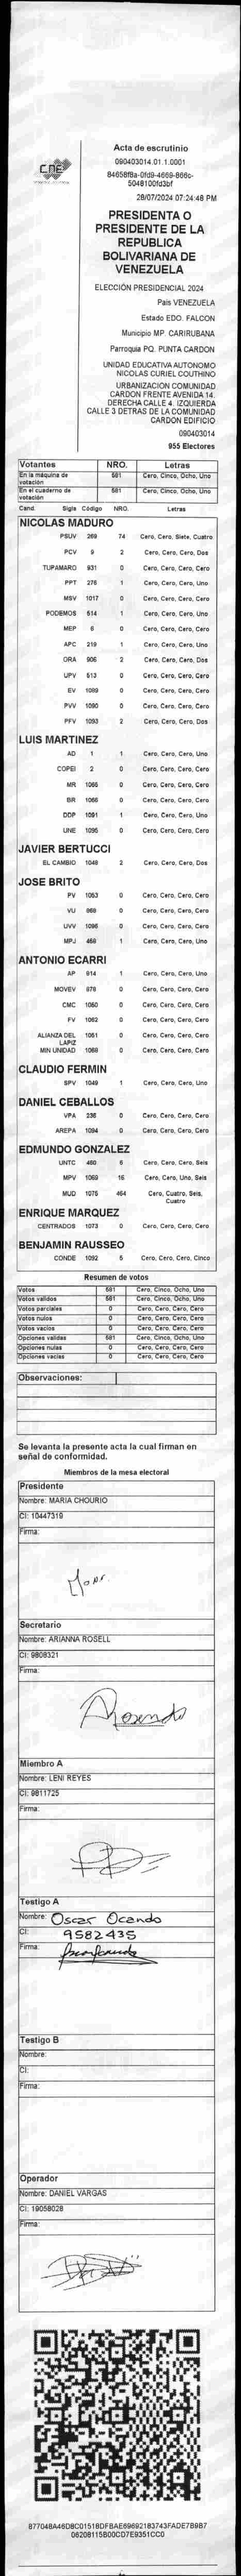 CNE
Acta de escrutinio
090403014.01.1.0001
84658f8a-0fd9-4669-866c-
5048100fd3bf
28/07/2024 07:24:48 PM
PRESIDENTA O
PRESIDENTE DE LA
REPUBLICA
BOLIVARIANA DE
VENEZUELA
ELECCIÓN PRESIDENCIAL 2024
País VENEZUELA
Estado EDO. FALCON
Municipio MP. CARIRUBANA
Parroquia PQ. PUNTA CARDON
UNIDAD EDUCATIVA AUTONOMO
NICOLAS CURIEL COUTHINO
URBANIZACIÓN COMUNIDAD
CARDON FRENTE AVENIDA 14.
DERECHA CALLE 4. IZQUIERDA
CALLE 3 DETRAS DE LA COMUNIDAD
CARDON EDIFICIO
090403014
955 Electores
Votantes NRO. Letras
En la máquina de votación 581 Cero, Cinco, Ocho, Uno
En el cuaderno de votación 581 Cero, Cinco, Ocho, Uno
Cand. Sigla Código NRO. Letras
NICOLAS MADURO
PSUV 269 74 Cero, Cero, Siete, Cuatro
PCV 9 2 Cero, Cero, Cero, Dos
TUPAMARO 931 0 Cero, Cero, Cero, Cero
PPT 276 1 Cero, Cero, Cero, Uno
MSV 1017 0 Cero, Cero, Cero, Cero
PODEMOS 514 1 Cero, Cero, Cero, Uno
MEP 6 0 Cero, Cero, Cero, Cero
APC 219 1 Cero, Cero, Cero, Uno
ORA 906 2 Cero, Cero, Cero, Dos
UPV 513 0 Cero, Cero, Cero, Cero
EV 1089 0 Cero, Cero, Cero, Cero
PVV 1090 0 Cero, Cero, Cero, Cero
PFV 1093 2 Cero, Cero, Cero, Dos
LUIS MARTINEZ
AD 1 1 Cero, Cero, Cero, Uno
COPEI 2 0 Cero, Cero, Cero, Cero
MR 1065 0 Cero, Cero, Cero, Cero
BR 1066 0 Cero, Cero, Cero, Cero
DDP 1091 1 Cero, Cero, Cero, Uno
UNE 1095 0 Cero, Cero, Cero, Cero
JAVIER BERTUCCI
EL CAMBIO 1048 2 Cero, Cero, Cero, Dos
JOSE BRITO
PV 1053 0 Cero, Cero, Cero, Cero
VU 868 0 Cero, Cero, Cero, Cero
UVV 1096 0 Cero, Cero, Cero, Cero
MPJ 468 1 Cero, Cero, Cero, Uno
ANTONIO ECARRI
AP 914 1 Cero, Cero, Cero, Uno
MOVEV 878 0 Cero, Cero, Cero, Cero
CMC 1050 0 Cero, Cero, Cero, Cero
FV 1062 0 Cero, Cero, Cero, Cero
ALIANZA DEL LAPIZ 1061 0 Cero, Cero, Cero, Cero
MIN UNIDAD 1068 0 Cero, Cero, Cero, Cero
CLAUDIO FERMIN
SPV 1049 1 Cero, Cero, Cero, Uno
DANIEL CEBALLOS
VPA 236 0 Cero, Cero, Cero, Cero
AREPA 1094 0 Cero, Cero, Cero, Cero
EDMUNDO GONZALEZ
UNTC 480 6 Cero, Cero, Cero, Seis
MPV 1069 16 Cero, Cero, Uno, Seis
MUD 1075 464 Cero, Cuatro, Seis, Cuatro
ENRIQUE MARQUEZ
CENTRADOS 1073 0 Cero, Cero, Cero, Cero
BENJAMIN RAUSSEO
CONDE 1092 5 Cero, Cero, Cero, Cinco
Resumen de votos
Votos 581 Cero, Cinco, Ocho, Uno
Votos validos 581 Cero, Cinco, Ocho, Uno
Votos parciales 0 Cero, Cero, Cero, Cero
Votos nulos 0 Cero, Cero, Cero, Cero
Votos vacios 0 Cero, Cero, Cero, Cero
Opciones validas 581 Cero, Cinco, Ocho, Uno
Opciones nulas 0 Cero, Cero, Cero, Cero
Opciones vacias 0 Cero, Cero, Cero, Cero
Observaciones:
Se levanta la presente acta la cual firman en
señal de conformidad.
Miembros de la mesa electoral
Presidente
Nombre: MARIA CHOURIO
CI: 10447319
Firma:
Secretario
Nombre: ARIANNA ROSELL
CI: 9808321
Firma:
Miembro A
Nombre: LENI REYES
CI: 9811725
Firma:
Testigo A
Nombre: Oscar Ocando
CI: 9582435
Firma:
Testigo B
Nombre:
CI:
Firma:
Operador
Nombre: DANIEL VARGAS
CI: 19058028
Firma:
877048A46D8C01518DFBAE69692183743FADE7B9B7
06208115B00CD7E9351CC0